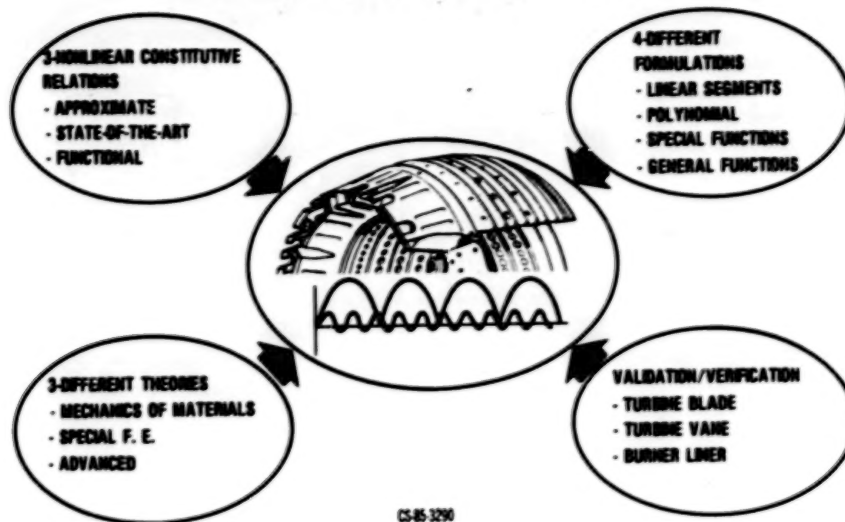 3-NONLINEAR CONSTITUTIVE
RELATIONS
- APPROXIMATE
- STATE-OF-THE-ART
- FUNCTIONAL
4-DIFFERENT
FORMULATIONS
- LINEAR SEGMENTS
- POLYNOMIAL
- SPECIAL FUNCTIONS
- GENERAL FUNCTIONS
3-DIFFERENT THEORIES
- MECHANICS OF MATERIALS
- SPECIAL F. E.
- ADVANCED
VALIDATION/VERIFICATION
- TURBINE BLADE
- TURBINE VANE
- BURNER LINER
CS-85-3290